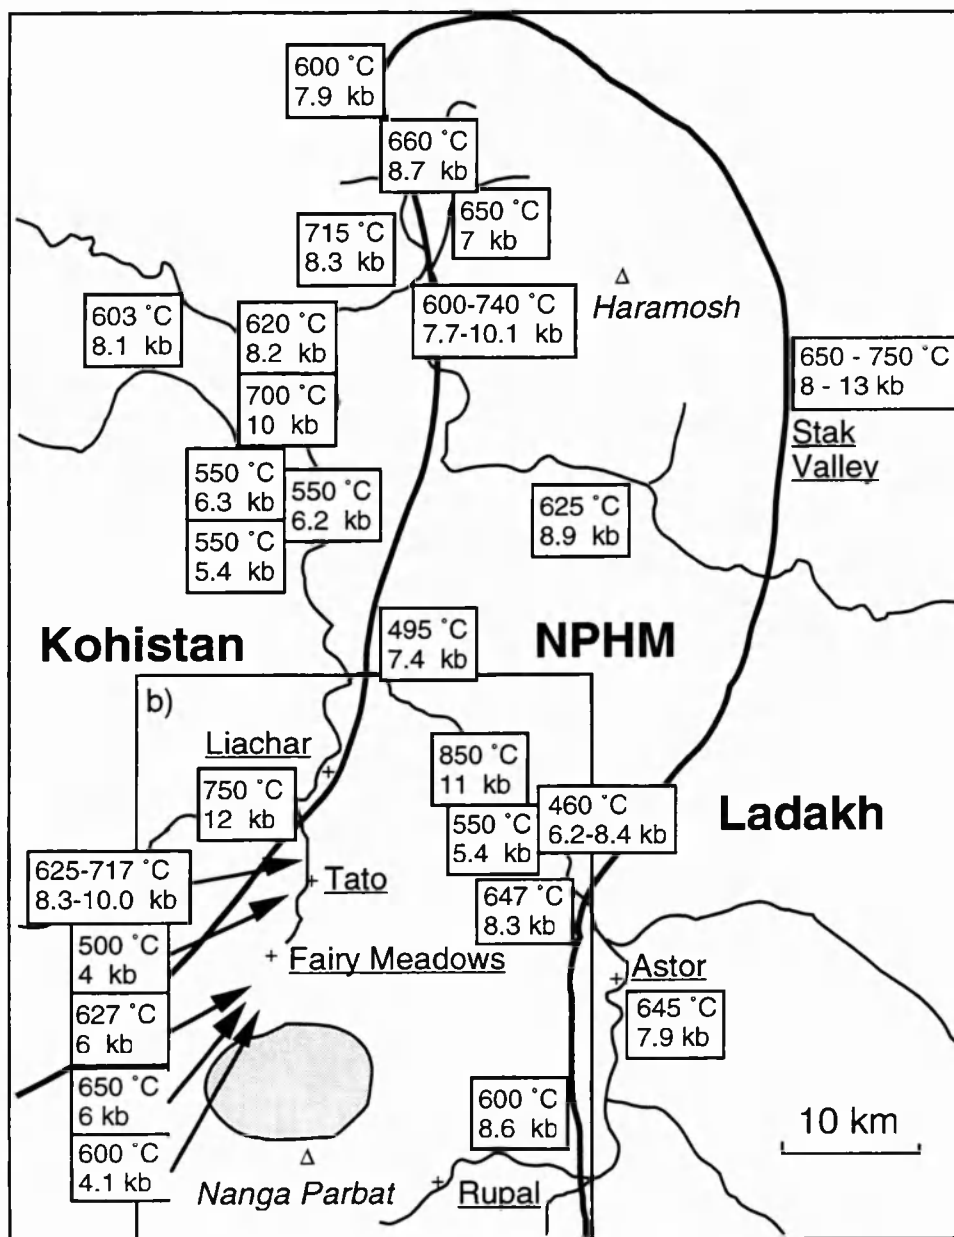 600 °C
7.9 kb
660 °C
8.7 kb
650 °C
7 kb
715 °C
8.3 kb
Haramosh
600-740 °C
7.7-10.1 kb
603 °C
8.1 kb
620 °C
8.2 kb
650 - 750 °C
8 - 13 kb
700 °C
10 kb
Stak
Valley
550 °C
6.3 kb
550 °C
6.2 kb
625 °C
8.9 kb
550 °C
5.4 kb
Kohistan
495 °C
7.4 kb
NPHM
b)
Liachar
850 °C
11 kb
750 °C
12 kb
460 °C
6.2-8.4 kb
Ladakh
550 °C
5.4 kb
625-717 °C
8.3-10.0 kb
Tato
647 °C
8.3 kb
500 °C
4 kb
Fairy Meadows
Astor
627 °C
6 kb
645 °C
7.9 kb
650 °C
6 kb
600 °C
8.6 kb
10 km
600 °C
4.1 kb
Nanga Parbat
Rupal